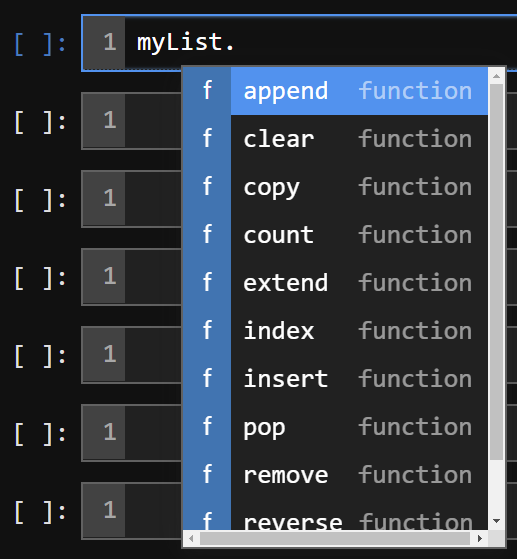 [ ]: 1 myList.
f append function
[ ]: 1 f clear function
f copy function
[ ]: 1 f count function
[ ]: 1 f extend function
f index function
[ ]: 1 f insert function
[ ]: 1 f pop function
f remove function
[ ]: 1 f reverse function